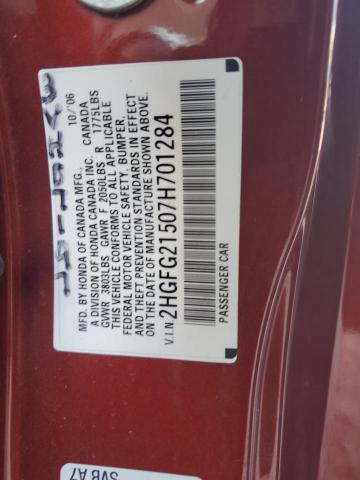 MFD. BY HONDA OF CANADA MFG., 10/06
A DIVISION OF HONDA CANADA INC. CANADA
GVWR 3803LBS GAWR F 2050LBS R 1775LBS
THIS VEHICLE CONFORMS TO ALL APPLICABLE
FEDERAL MOTOR VEHICLE SAFETY, BUMPER,
AND THEFT PREVENTION STANDARDS IN EFFECT
ON THE DATE OF MANUFACTURE SHOWN ABOVE.
V.I.N. 2HGFG21507H701284
PASSENGER CAR
SVB A7